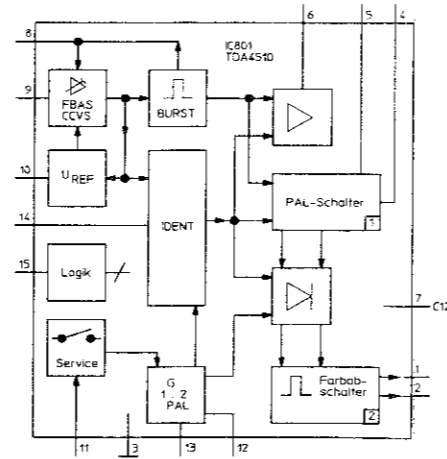 6
5
4
8
IC801
TDA4510
9
FBAS
CCVS
BURST
10
UREF
PAL-Schalter
1
14
IDENT
15
Logik
7
C12
Service
G
1 . 2
PAL
Farbab-
schalter
2
1
2
11
3
13
12